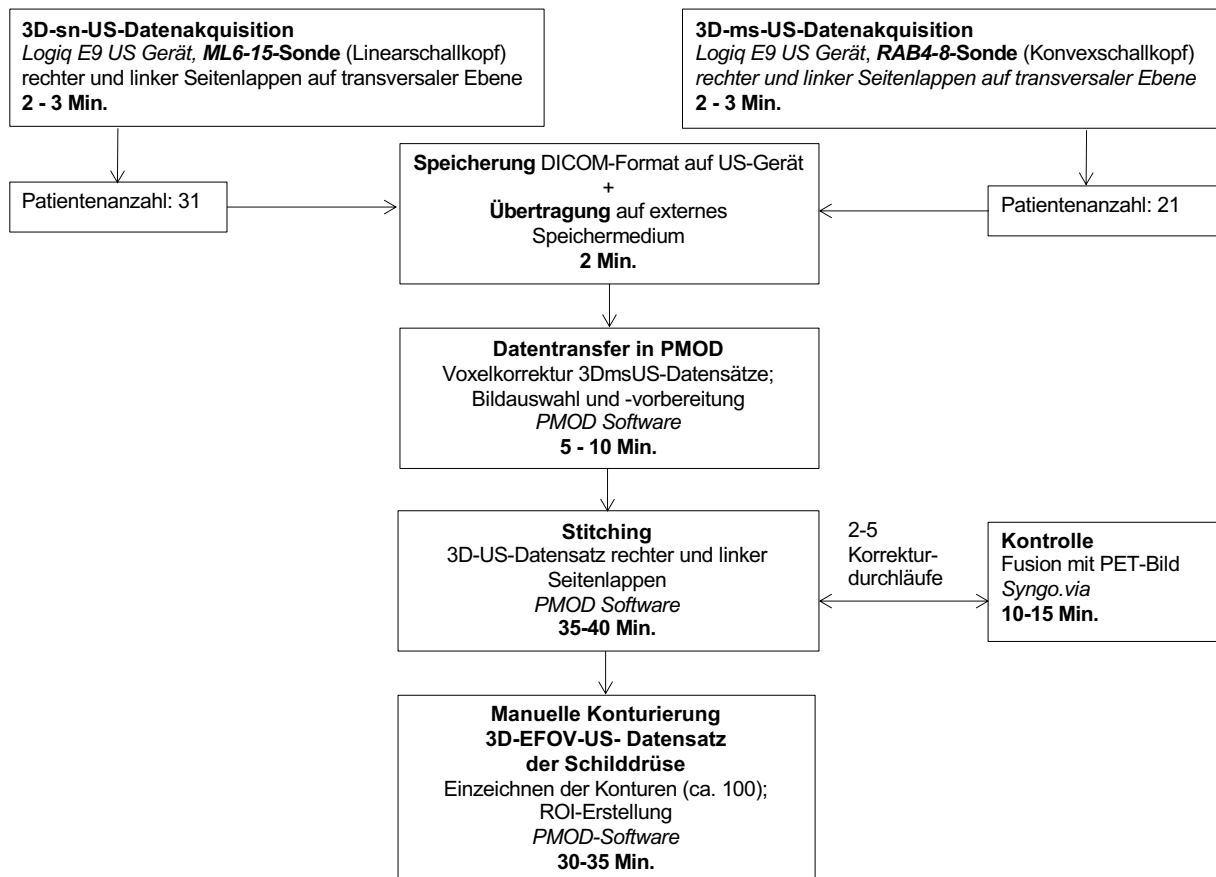 3D-sn-US-Datenakquisition
Logiq E9 US Gerät, ML6-15-Sonde (Linearschallkopf)
rechter und linker Seitenlappen auf transversaler Ebene
2 - 3 Min.
3D-ms-US-Datenakquisition
Logiq E9 US Gerät, RAB4-8-Sonde (Konvexschallkopf)
rechter und linker Seitenlappen auf transversaler Ebene
2 - 3 Min.
Patientenanzahl: 31
Speicherung DICOM-Format auf US-Gerät
+
Übertragung auf externes
Speichermedium
2 Min.
Patientenanzahl: 21
Datentransfer in PMOD
Voxelkorrektur 3DmsUS-Datensätze;
Bildauswahl und -vorbereitung
PMOD Software
5 - 10 Min.
Stitching
3D-US-Datensatz rechter und linker
Seitenlappen
PMOD Software
35-40 Min.
2-5
Korrektur-
durchläufe
Kontrolle
Fusion mit PET-Bild
Syngo.via
10-15 Min.
Manuelle Konturierung
3D-EFOV-US- Datensatz
der Schilddrüse
Einzeichnen der Konturen (ca. 100);
ROI-Erstellung
PMOD-Software
30-35 Min.